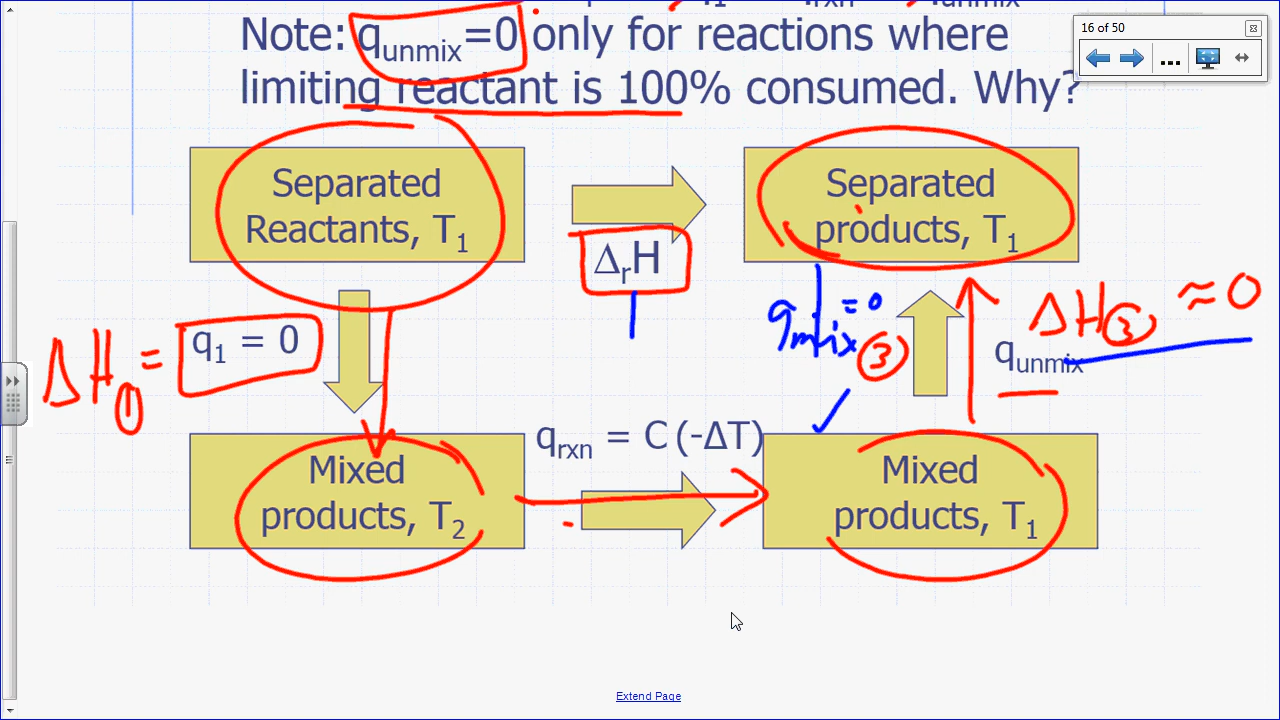 Note: qunmix=0 only for reactions where
limiting reactant is 100% consumed. Why?
16 of 50
...
Separated
Reactants, T1
ΔrH
Separated
products, T1
ΔH① =
q1 = 0
qmix = 0
③
ΔH③ ≈ 0
qunmix
qrxn = C (-ΔT)
Mixed
products, T2
Mixed
products, T1
Extend Page